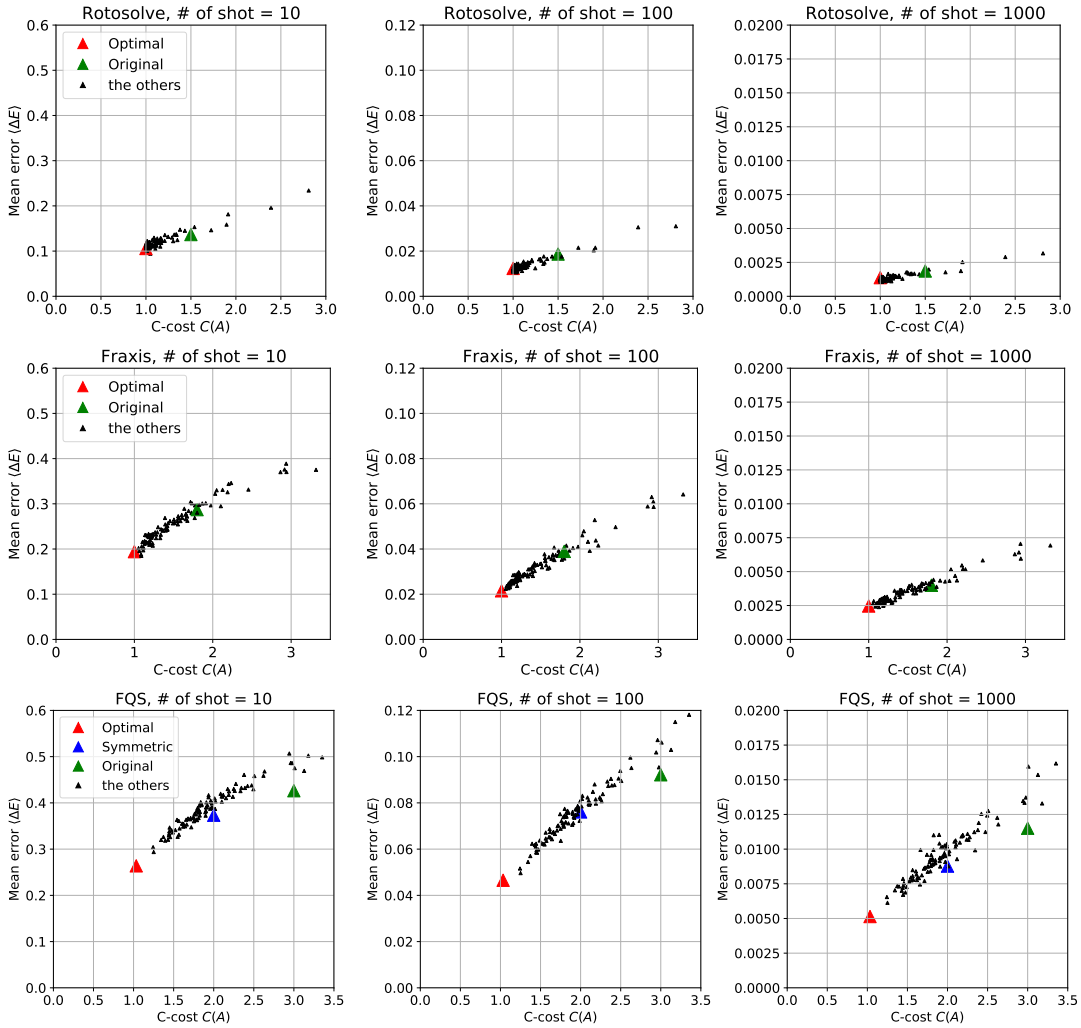 Rotosolve, # of shot = 10
Mean error ⟨ΔE⟩
0.6
0.5
0.4
0.3
0.2
0.1
0.0
Optimal
Original
the others
0.0 0.5 1.0 1.5 2.0 2.5 3.0
C-cost C(A)
Rotosolve, # of shot = 100
Mean error ⟨ΔE⟩
0.12
0.10
0.08
0.06
0.04
0.02
0.00
0.0 0.5 1.0 1.5 2.0 2.5 3.0
C-cost C(A)
Rotosolve, # of shot = 1000
Mean error ⟨ΔE⟩
0.0200
0.0175
0.0150
0.0125
0.0100
0.0075
0.0050
0.0025
0.0000
0.0 0.5 1.0 1.5 2.0 2.5 3.0
C-cost C(A)
Fraxis, # of shot = 10
Mean error ⟨ΔE⟩
0.6
0.5
0.4
0.3
0.2
0.1
0.0
Optimal
Original
the others
0 1 2 3
C-cost C(A)
Fraxis, # of shot = 100
Mean error ⟨ΔE⟩
0.12
0.10
0.08
0.06
0.04
0.02
0.00
0 1 2 3
C-cost C(A)
Fraxis, # of shot = 1000
Mean error ⟨ΔE⟩
0.0200
0.0175
0.0150
0.0125
0.0100
0.0075
0.0050
0.0025
0.0000
0 1 2 3
C-cost C(A)
FQS, # of shot = 10
Mean error ⟨ΔE⟩
0.6
0.5
0.4
0.3
0.2
0.1
0.0
Optimal
Symmetric
Original
the others
0.0 0.5 1.0 1.5 2.0 2.5 3.0 3.5
C-cost C(A)
FQS, # of shot = 100
Mean error ⟨ΔE⟩
0.12
0.10
0.08
0.06
0.04
0.02
0.00
0.0 0.5 1.0 1.5 2.0 2.5 3.0 3.5
C-cost C(A)
FQS, # of shot = 1000
Mean error ⟨ΔE⟩
0.0200
0.0175
0.0150
0.0125
0.0100
0.0075
0.0050
0.0025
0.0000
0.0 0.5 1.0 1.5 2.0 2.5 3.0 3.5
C-cost C(A)